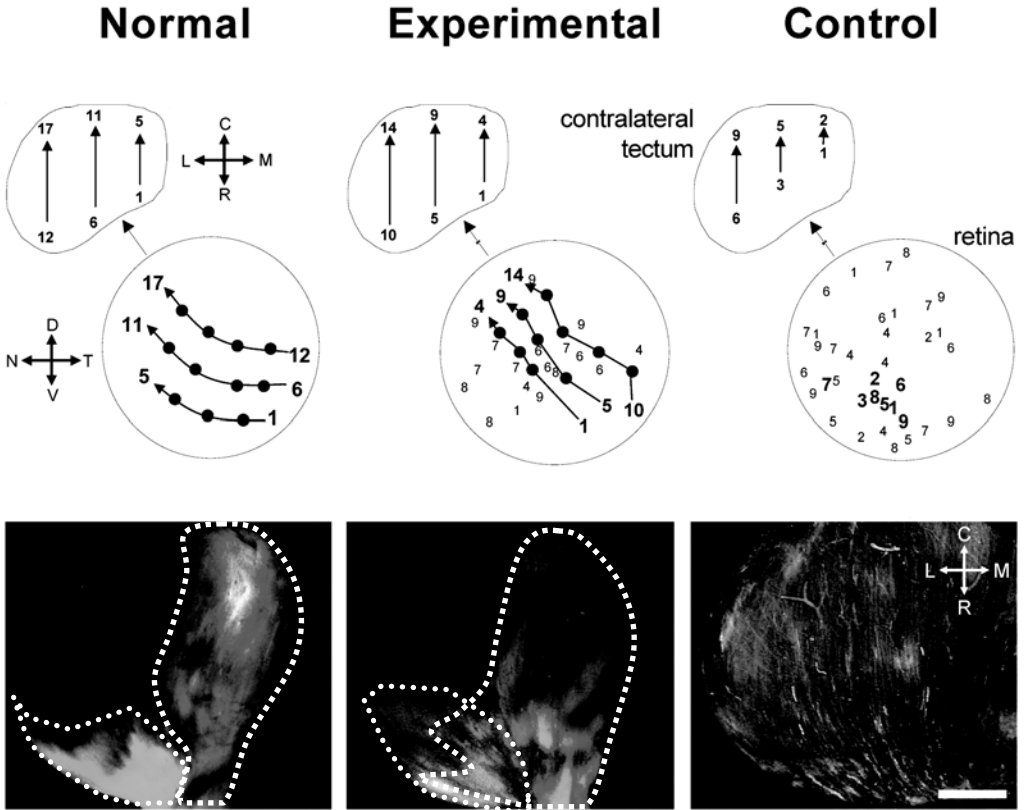 Normal
Experimental
Control
17 11 5
12 6 1
C
L M
R
14 9 4
10 5 1
contralateral
tectum
9 5 2
1
3
6
retina
D
N T
V
17
12
11
6
5
1
14 9
9
4
9 9
7 6 7 4
6 6
7 7 6 8
8 4 9
1
8
5
10
1
8
1 7
6 9
7
6 1
7 1 4 2 1
9 7 4 4 6
6 7 5 2 6
9 3 8 5 1 8
5 9 9
2 4 5 7
8
C
L M
R